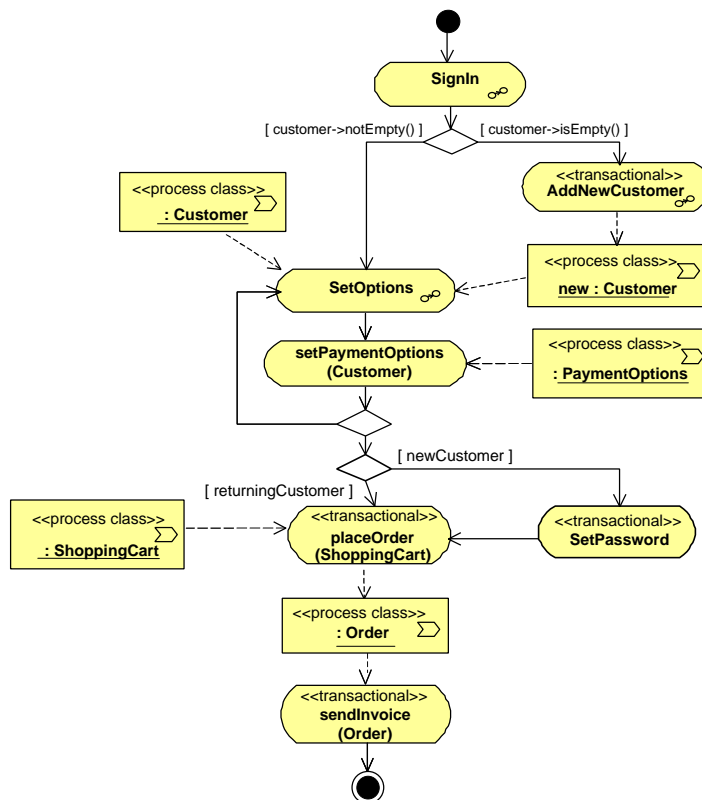 SignIn
[ customer->notEmpty() ]
[ customer->isEmpty() ]
<<transactional>>
AddNewCustomer
<<process class>>
: Customer
<<process class>>
new : Customer
SetOptions
setPaymentOptions
(Customer)
<<process class>>
: PaymentOptions
[ newCustomer ]
[ returningCustomer ]
<<process class>>
: ShoppingCart
<<transactional>>
placeOrder
(ShoppingCart)
<<transactional>>
SetPassword
<<process class>>
: Order
<<transactional>>
sendInvoice
(Order)